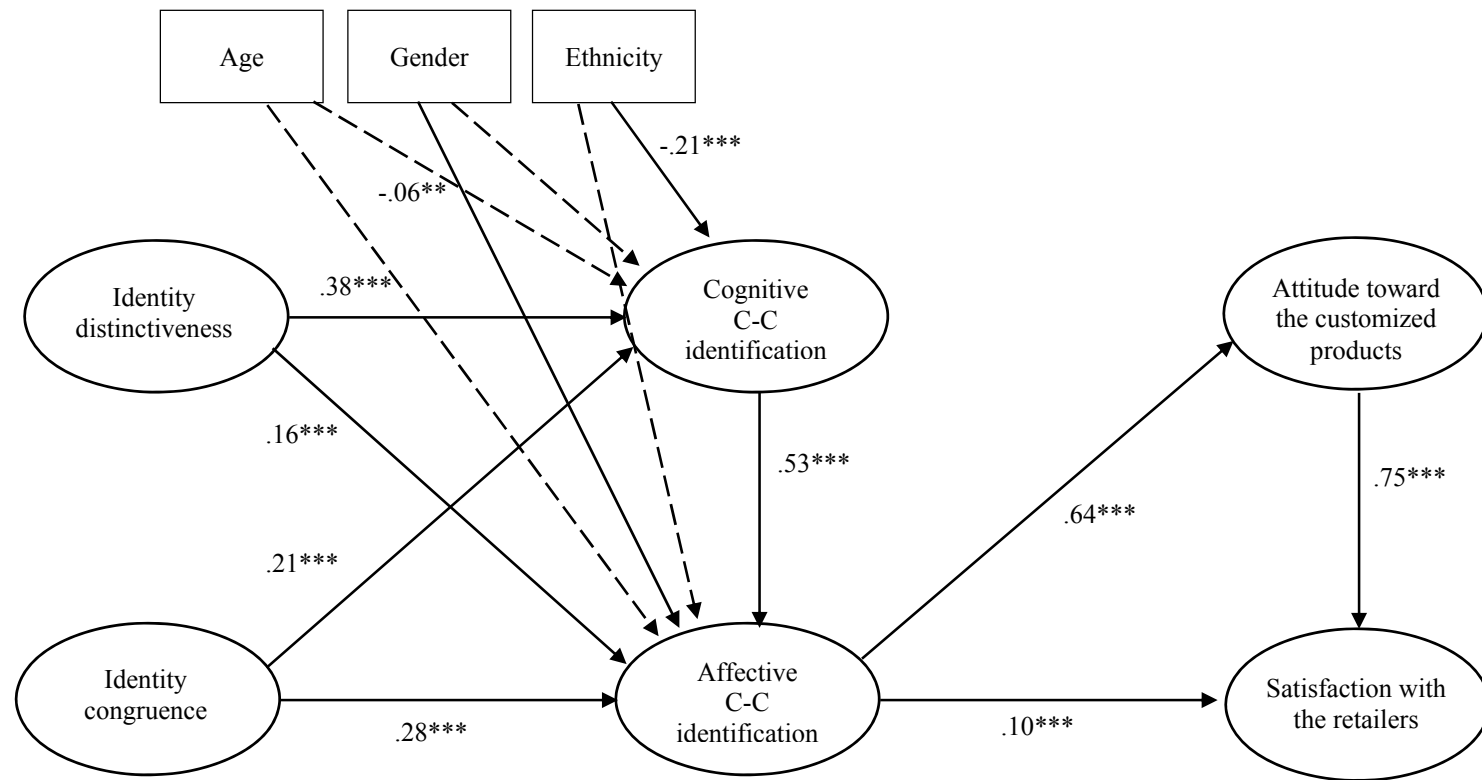 Age
Gender
Ethnicity
-.21***
-.06**
Identity
distinctiveness
.38***
Cognitive
C-C
identification
Attitude toward
the customized
products
.16***
.53***
.64***
.75***
.21***
Identity
congruence
.28***
Affective
C-C
identification
.10***
Satisfaction with
the retailers